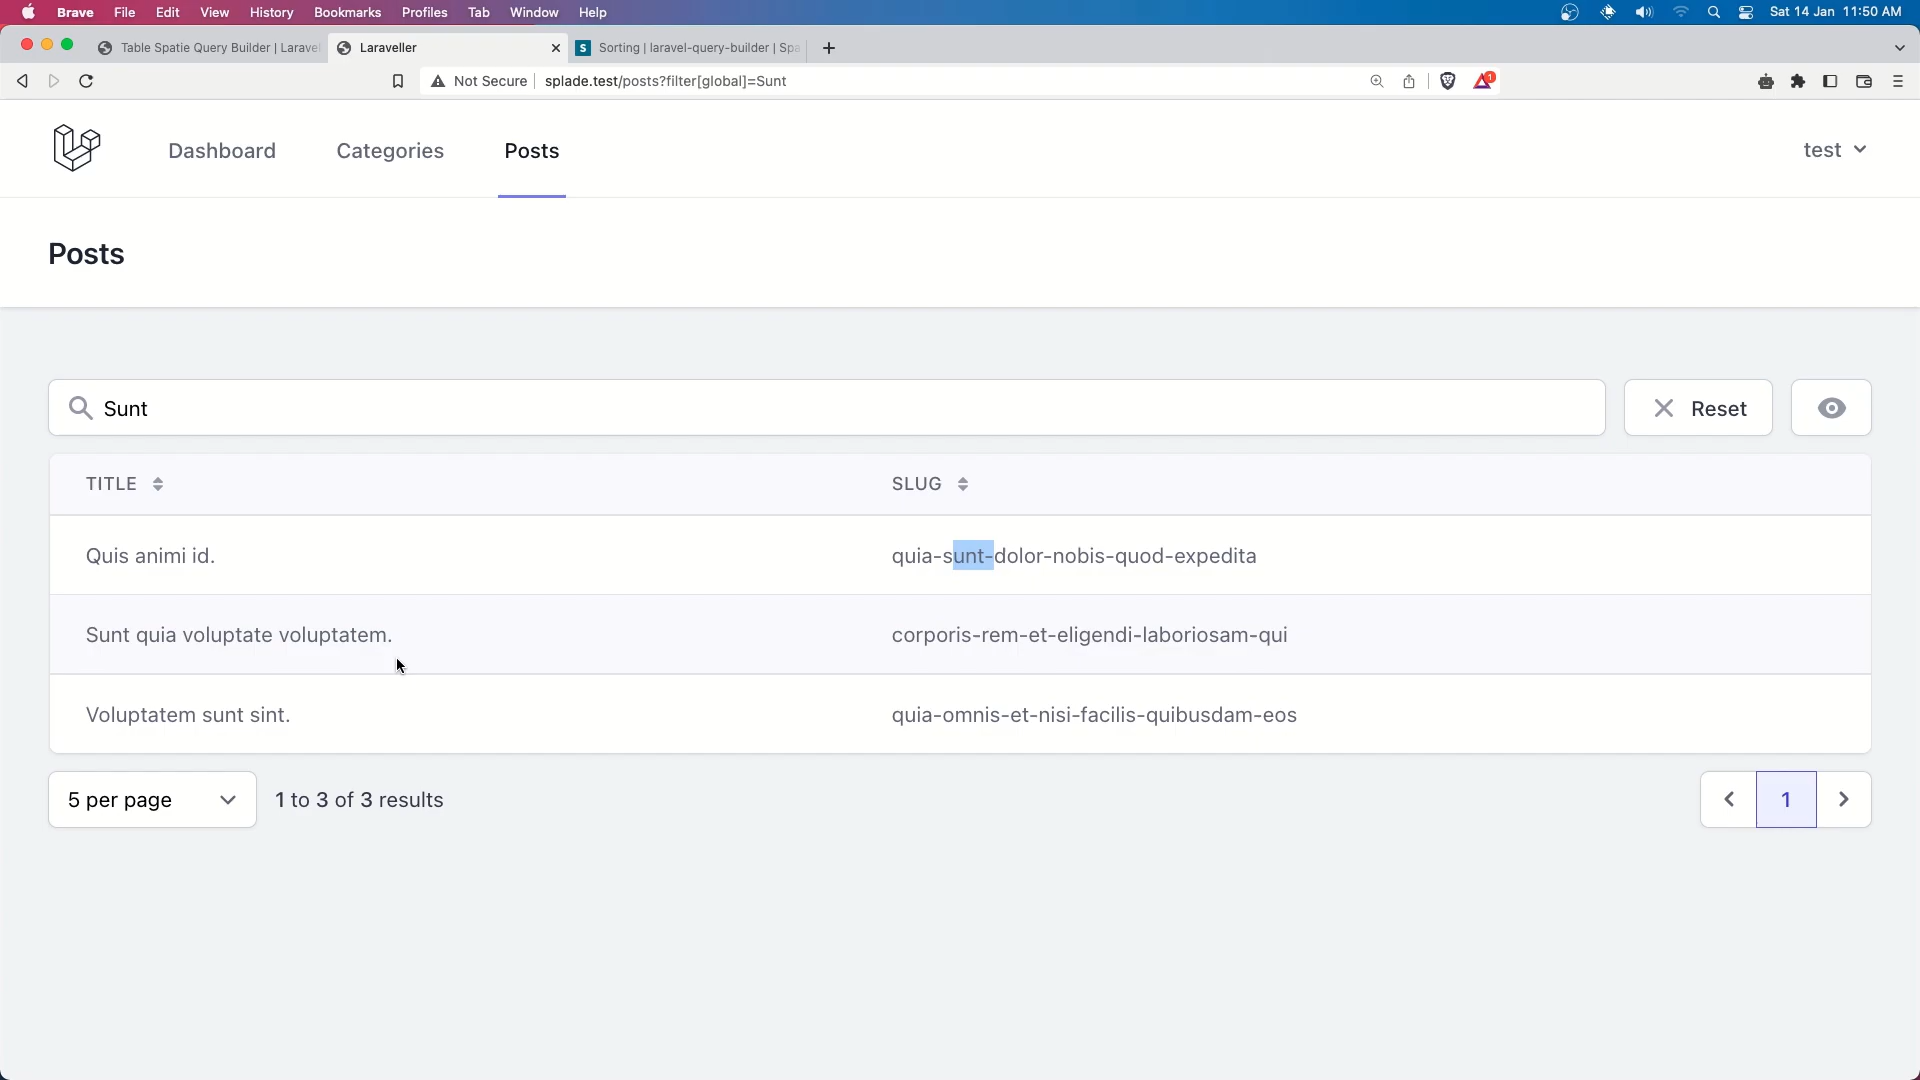 Brave File Edit View History Bookmarks Profiles Tab Window Help Sat 14 Jan 11:50 AM
Table Spatie Query Builder | Larave Laraveller Sorting | laravel-query-builder | Spa
Not Secure splade.test/posts?filter[global]=Sunt 1
Dashboard Categories Posts test
Posts
Sunt Reset
TITLE SLUG
Quis animi id. quia-sunt-dolor-nobis-quod-expedita
Sunt quia voluptate voluptatem. corporis-rem-et-eligendi-laboriosam-qui
Voluptatem sunt sint. quia-omnis-et-nisi-facilis-quibusdam-eos
5 per page 1 to 3 of 3 results 1